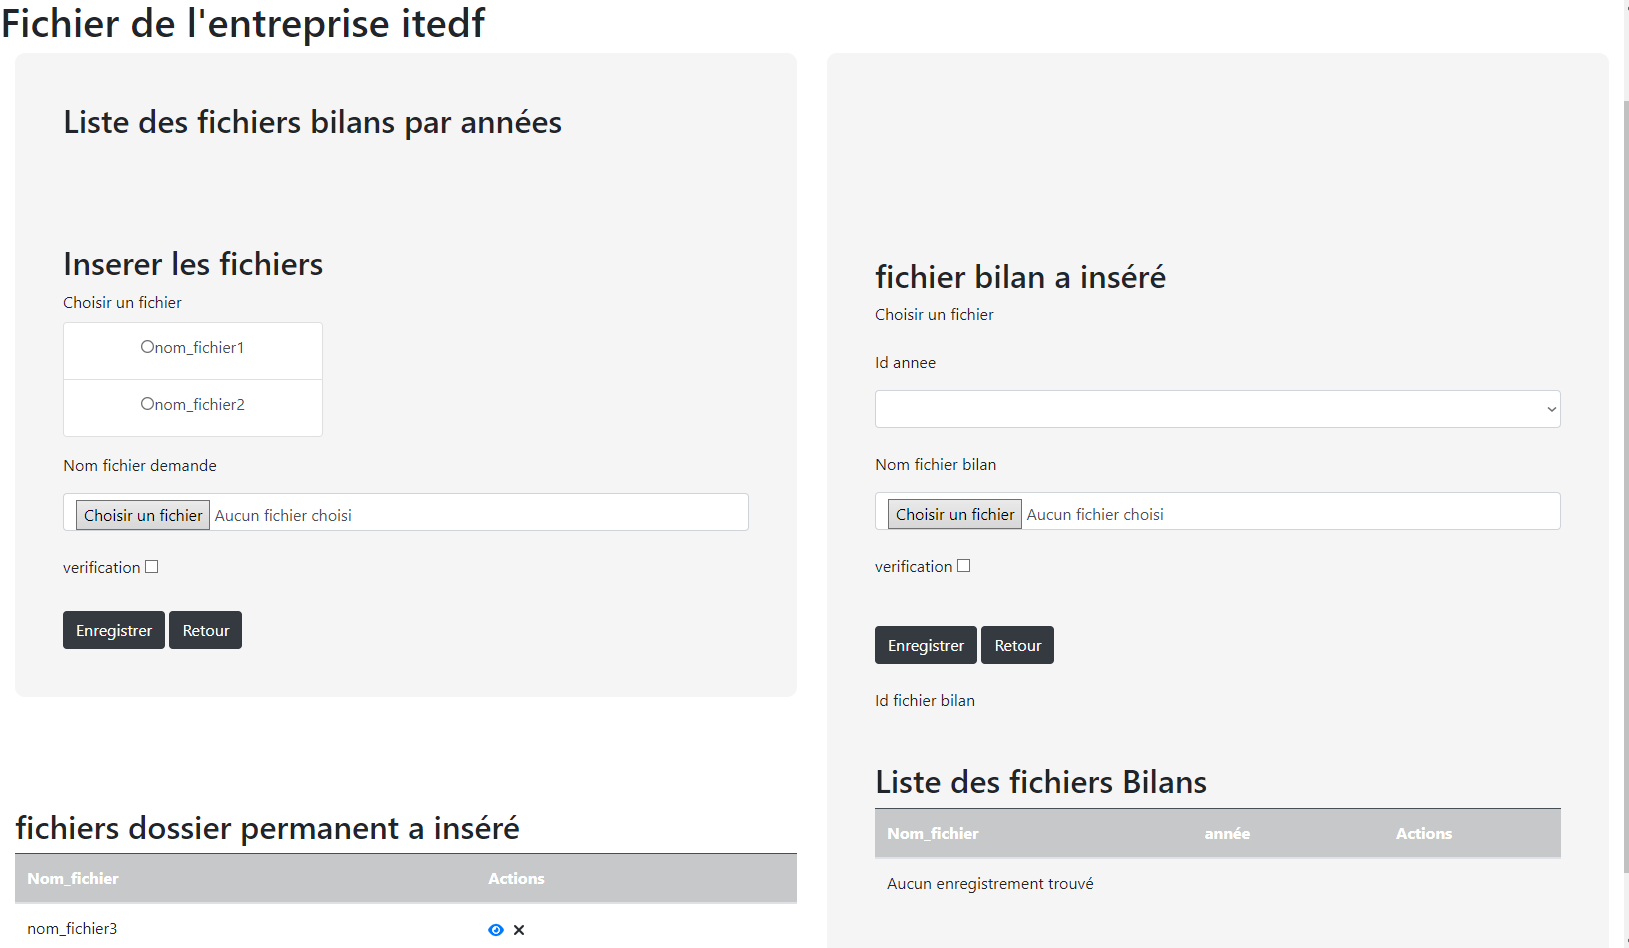 Fichier de l'entreprise itedf
Liste des fichiers bilans par années
Inserer les fichiers
Choisir un fichier
nom_fichier1
nom_fichier2
Nom fichier demande
Choisir un fichier Aucun fichier choisi
verification
Enregistrer Retour
fichiers dossier permanent a inséré
Nom_fichier Actions
nom_fichier3
fichier bilan a inséré
Choisir un fichier
Id annee
Nom fichier bilan
Choisir un fichier Aucun fichier choisi
verification
Enregistrer Retour
Id fichier bilan
Liste des fichiers Bilans
Nom_fichier année Actions
Aucun enregistrement trouvé